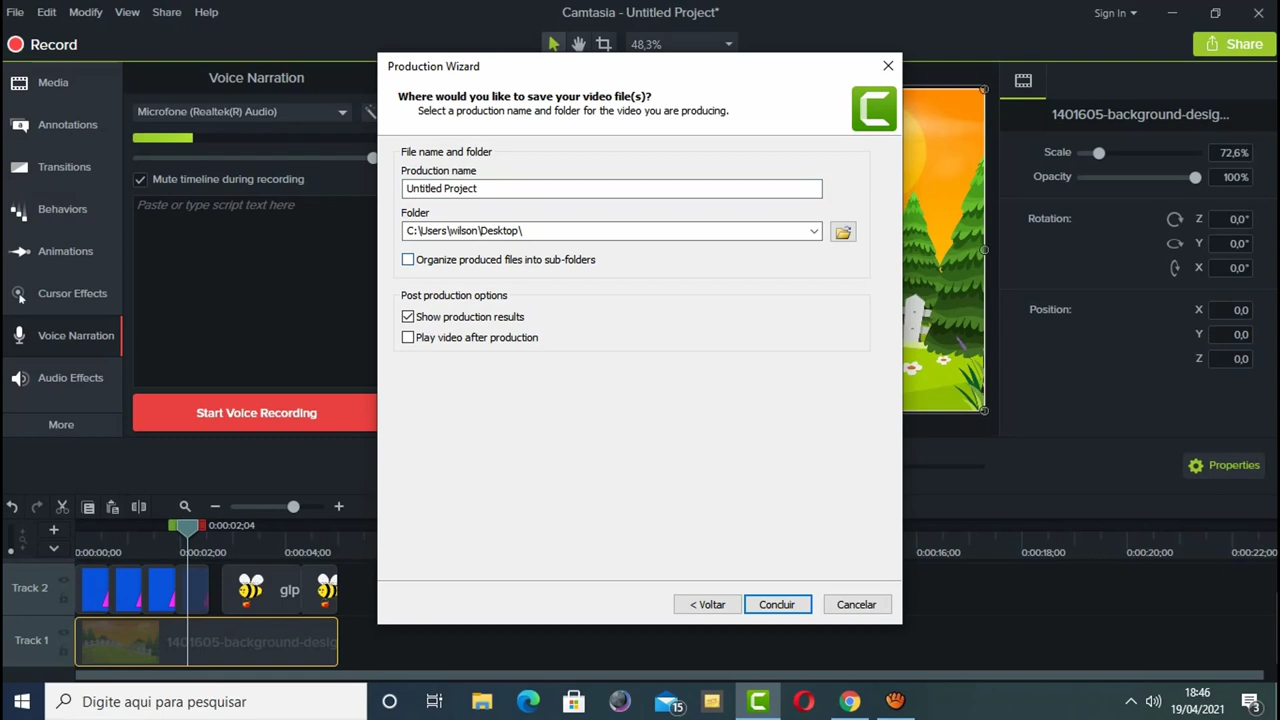 File Edit Modify View Share Help
Camtasia - Untitled Project*
Sign In
Record
48,3%
Share
Media
Annotations
Transitions
Behaviors
Animations
Cursor Effects
Voice Narration
Audio Effects
More
Voice Narration
Microfone (Realtek(R) Audio)
Mute timeline during recording
Paste or type script text here
Start Voice Recording
Production Wizard
Where would you like to save your video file(s)?
Select a production name and folder for the video you are producing.
File name and folder
Production name
Untitled Project
Folder
C:\Users\wilson\Desktop\
Organize produced files into sub-folders
Post production options
Show production results
Play video after production
< Voltar
Concluir
Cancelar
1401605-background-desig...
Scale 72,6%
Opacity 100%
Rotation: Z 0,0°
Y 0,0°
X 0,0°
Position: X 0,0
Y 0,0
Z 0,0
Properties
0:00:02;04
0:00:00;00 0:00:02;00 0:00:04;00 0:00:16;00 0:00:18;00 0:00:20;00 0:00:22;00
Track 2
glp
Track 1
1401605-background-desig
Digite aqui para pesquisar
15
18:46
19/04/2021
3